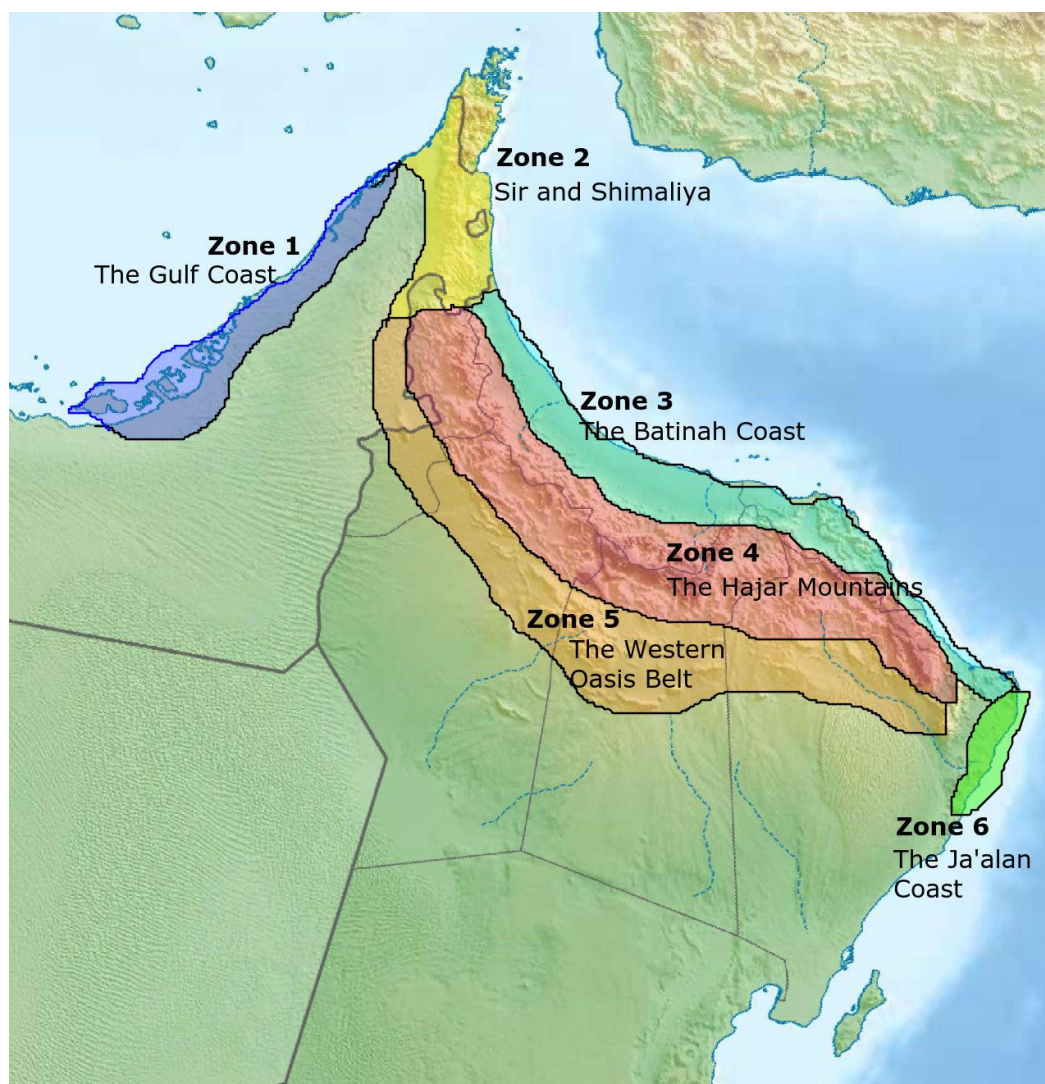 Zone 2
Sir and Shimaliya
Zone 1
The Gulf Coast
Zone 3
The Batinah Coast
Zone 4
The Hajar Mountains
Zone 5
The Western
Oasis Belt
Zone 6
The Ja'alan
Coast